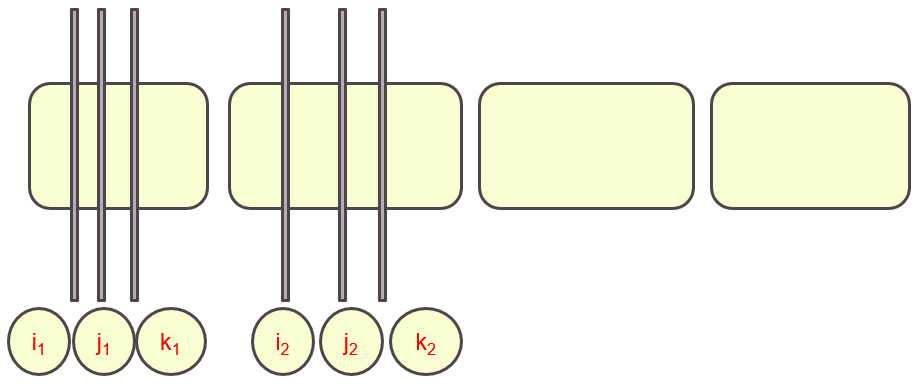 i₁ j₁ k₁ i₂ j₂ k₂